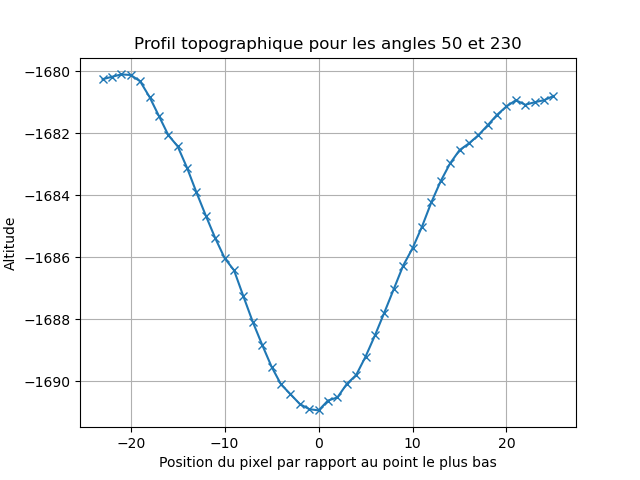 Profil topographique pour les angles 50 et 230
−1680
−1682
−1684
−1686
−1688
−1690
Altitude
−20 −10 0 10 20
Position du pixel par rapport au point le plus bas